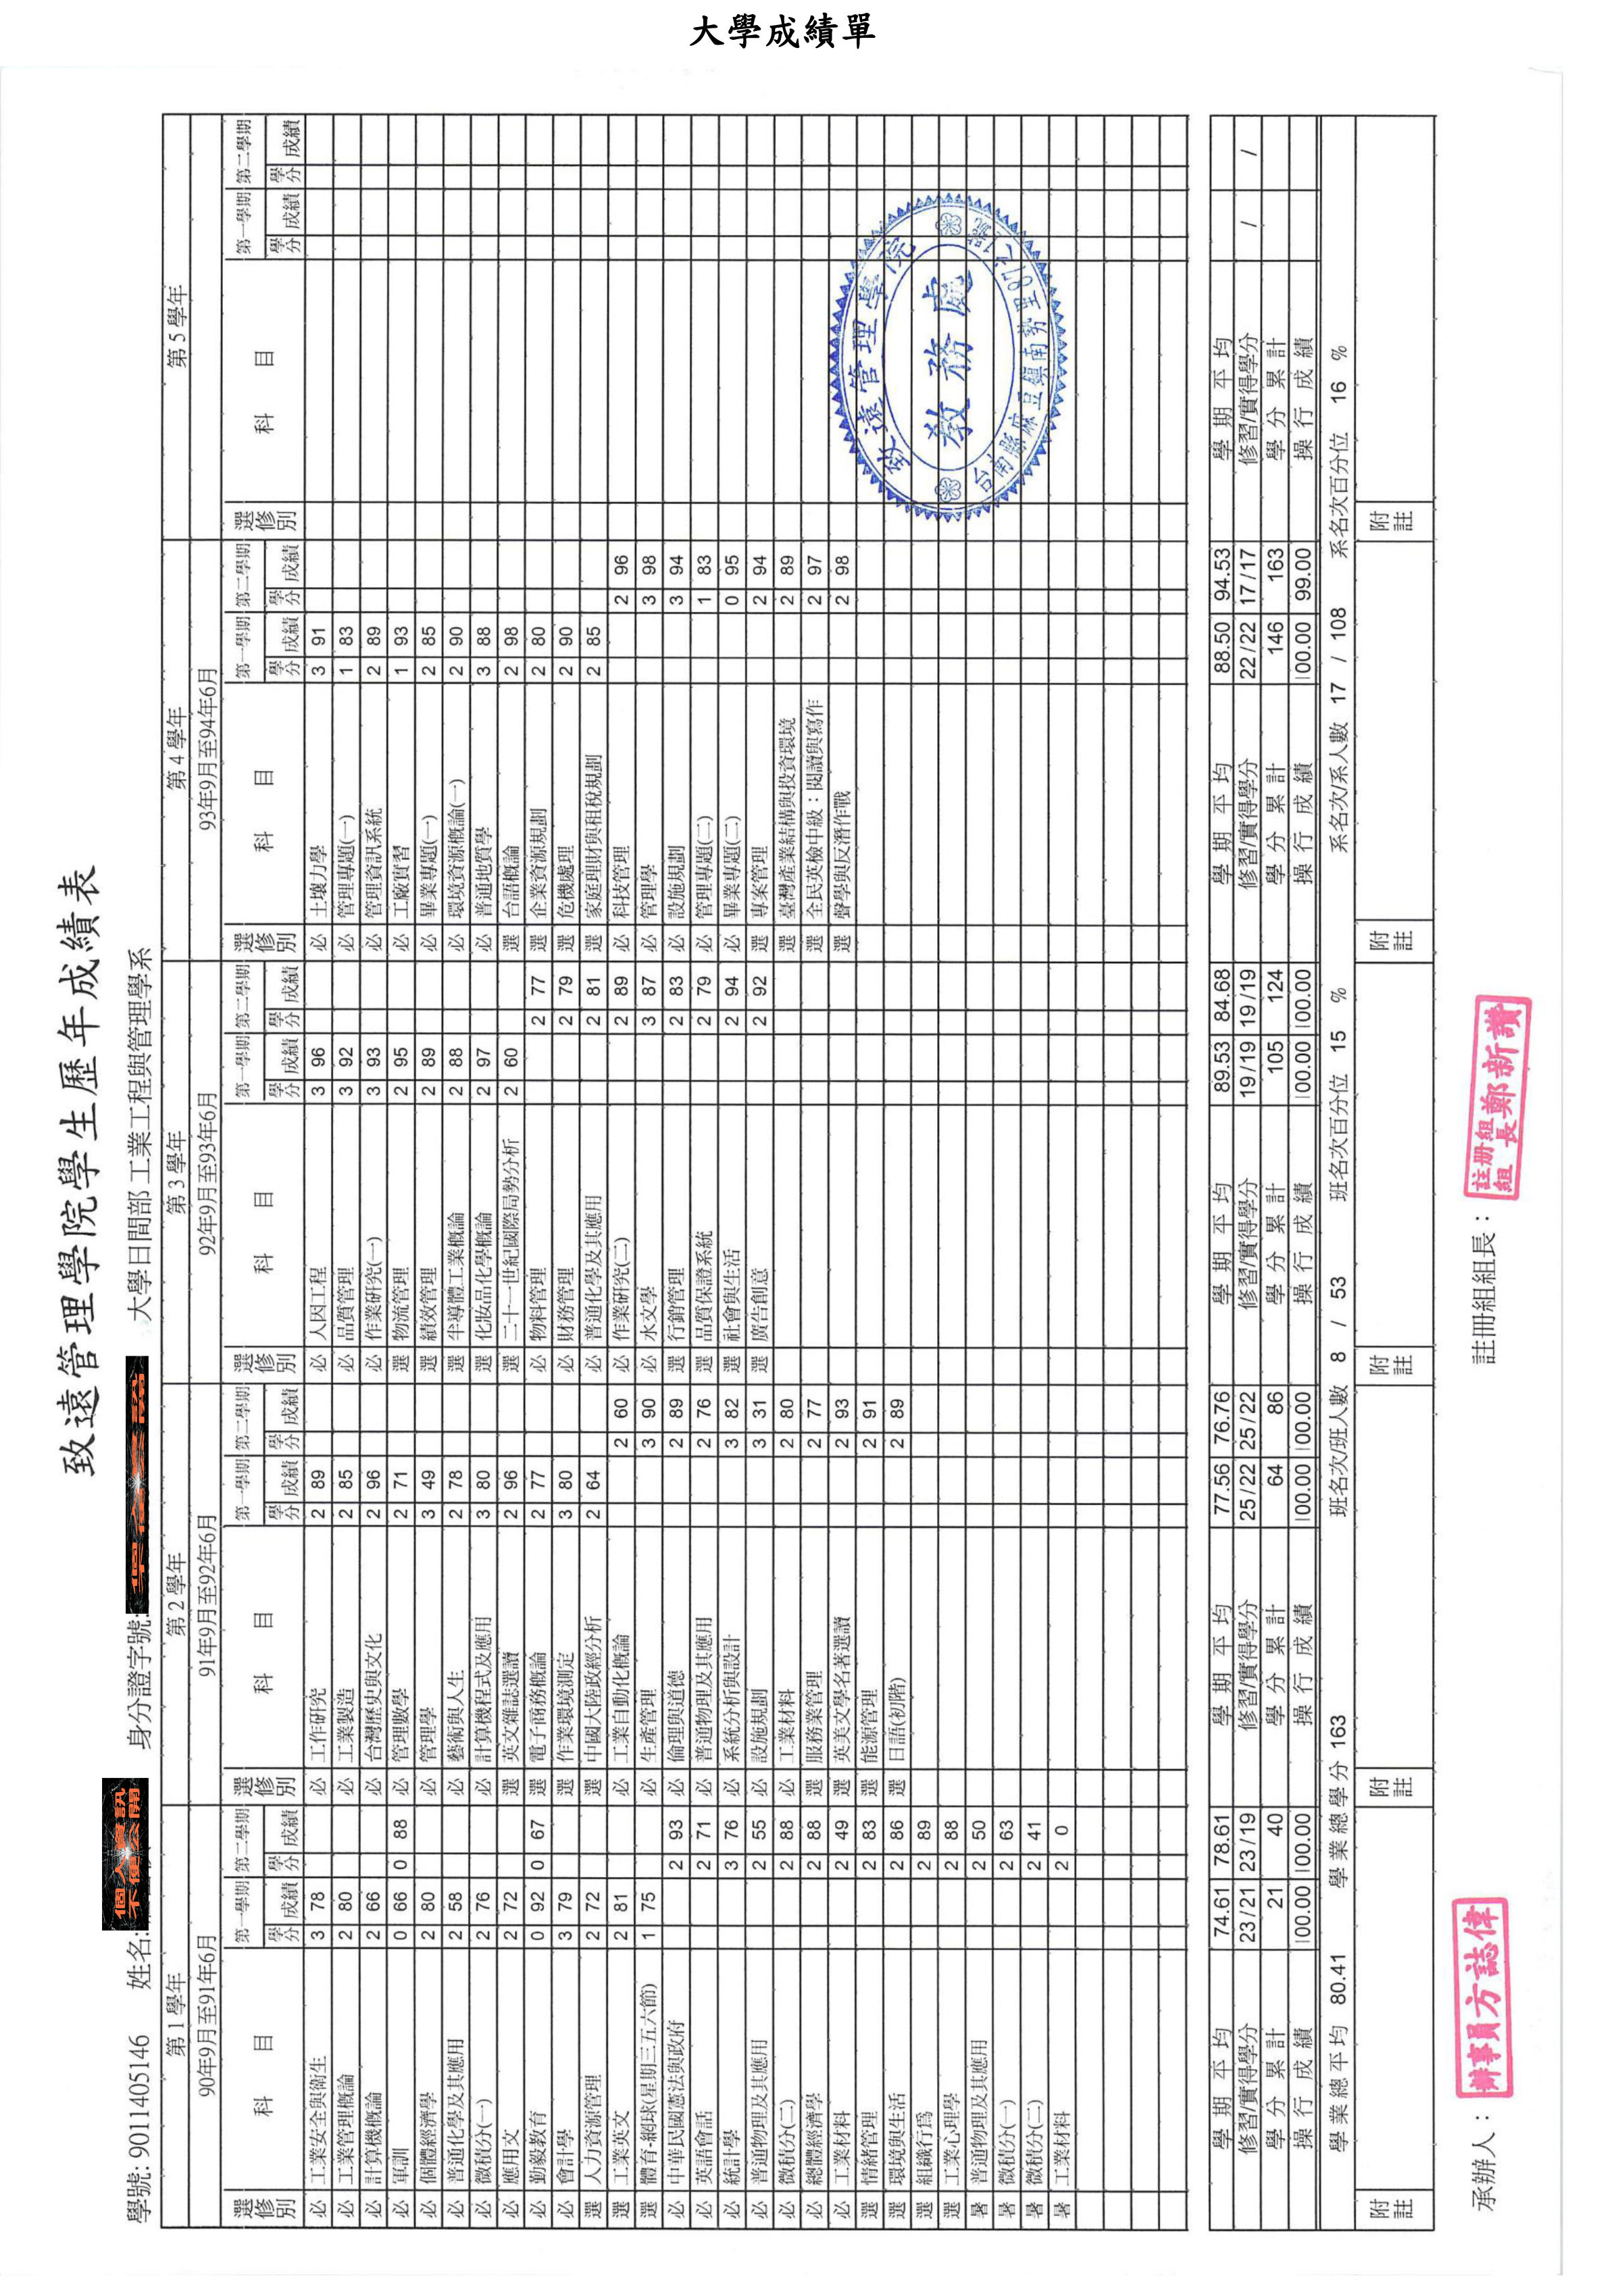 大學成績單
致遠管理學院學生歷年成績表
學號: 9011405146 姓名: 個人資訊 不便公開 身分證字號: 大學日間部 工業工程與管理學系
第 1 學年 第 2 學年 第 3 學年 第 4 學年 第 5 學年
90年9月至91年6月 91年9月至92年6月 92年9月至93年6月 93年9月至94年6月
選修別 科目 第一學期 學分 成績 第二學期 學分 成績
必 工業安全與衛生 3 78
必 工業管理概論 2 80
必 計算機概論 2 66
必 軍訓 0 66 0 88
必 個體經濟學 2 80
必 普通化學及其應用 2 58
必 微積分(一) 2 76
必 應用文 2 72
必 勤毅教育 0 92 0 67
必 會計學 3 79
選 人力資源管理 2 72
選 工業英文 2 81
選 體育-網球(星期三五六節) 1 75
必 中華民國憲法與政府 2 93
必 英語會話 2 71
必 統計學 3 76
必 普通物理及其應用 2 55
必 微積分(二) 2 88
必 總體經濟學 2 88
必 工業材料 2 49
選 情緒管理 2 83
選 環境與生活 2 86
選 組織行為 2 89
選 工業心理學 2 88
暑 普通物理及其應用 2 50
暑 微積分(一) 2 63
暑 微積分(二) 2 41
暑 工業材料 2 0
學期平均 74.61 78.61
修習/實得學分 23/21 23/19
學分累計 21 40
操行成績 100.00 100.00
選修別 科目 第一學期 學分 成績 第二學期 學分 成績
必 工作研究 2 89
必 工業製造 2 85
必 台灣歷史與文化 2 96
必 管理數學 2 71
必 管理學 3 49
必 藝術與人生 2 78
必 計算機程式及應用 3 80
選 英文雜誌選讀 2 96
選 電子商務概論 2 77
選 作業環境測定 3 80
選 中國大陸政經分析 2 64
必 工業自動化概論 2 60
必 生產管理 3 90
必 倫理與道德 2 89
必 普通物理及其應用 2 76
必 系統分析與設計 3 82
必 設施規劃 3 31
必 工業材料 2 80
選 服務業管理 2 77
選 英美文學名著選讀 2 93
選 能源管理 2 91
選 日語(初階) 2 89
學期平均 77.56 76.76
修習/實得學分 25/22 25/22
學分累計 64 86
操行成績 100.00 100.00
選修別 科目 第一學期 學分 成績 第二學期 學分 成績
必 人因工程 3 96
必 品質管理 3 92
必 作業研究(一) 3 93
選 物流管理 2 95
選 績效管理 2 89
選 半導體工業概論 2 88
選 化妝品化學概論 2 97
選 二十一世紀國際局勢分析 2 60
必 物料管理 2 77
必 財務管理 2 79
必 普通化學及其應用 2 81
必 作業研究(二) 2 89
必 水文學 3 87
選 行銷管理 2 83
選 品質保證系統 2 79
選 社會與生活 2 94
選 廣告創意 2 92
學期平均 89.53 84.68
修習/實得學分 19/19 19/19
學分累計 105 124
操行成績 100.00 100.00
選修別 科目 第一學期 學分 成績 第二學期 學分 成績
必 土壤力學 3 91
必 管理專題(一) 1 83
必 管理資訊系統 2 89
必 工廠實習 1 93
必 畢業專題(一) 2 85
必 環境資源概論(一) 2 90
必 普通地質學 3 88
選 台語概論 2 98
選 企業資源規劃 2 80
選 危機處理 2 90
選 家庭理財與租稅規劃 2 85
必 科技管理 2 96
必 管理學 3 98
必 設施規劃 3 94
必 管理專題(二) 1 83
必 畢業專題(二) 0 95
選 專案管理 2 94
選 臺灣產業結構與投資環境 2 89
選 全民英檢中級：閱讀與寫作 2 97
選 聲學與反潛作戰 2 98
學期平均 88.50 94.53
修習/實得學分 22/22 17/17
學分累計 146 163
操行成績 100.00 99.00
選修別 科目 第一學期 學分 成績 第二學期 學分 成績
致遠管理學院
教務處
台南縣麻豆鎮南勢里87之1號
學期平均
修習/實得學分 / /
學分累計
操行成績
學業總平均 80.41 學業總學分 163 班名次/班人數 8 / 53 班名次百分位 15 % 系名次/系人數 17 / 108 系名次百分位 16 %
附註 附註 附註 附註 附註
承辦人： 辦事員方誌偉 註冊組組長： 註冊組組長鄭新讚